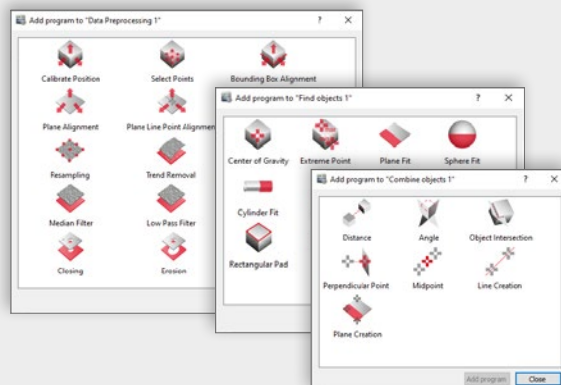 Add program to "Data Preprocessing 1"
? ×
Calibrate Position
Select Points
Bounding Box Alignment
Plane Alignment
Plane Line Point Alignment
Resampling
Trend Removal
Median Filter
Low Pass Filter
Closing
Erosion
Add program to "Find objects 1"
? ×
Center of Gravity
Extreme Point
Plane Fit
Sphere Fit
Cylinder Fit
Rectangular Pad
Add program to "Combine objects 1"
? ×
Distance
Angle
Object Intersection
Perpendicular Point
Midpoint
Line Creation
Plane Creation
Add program
Close